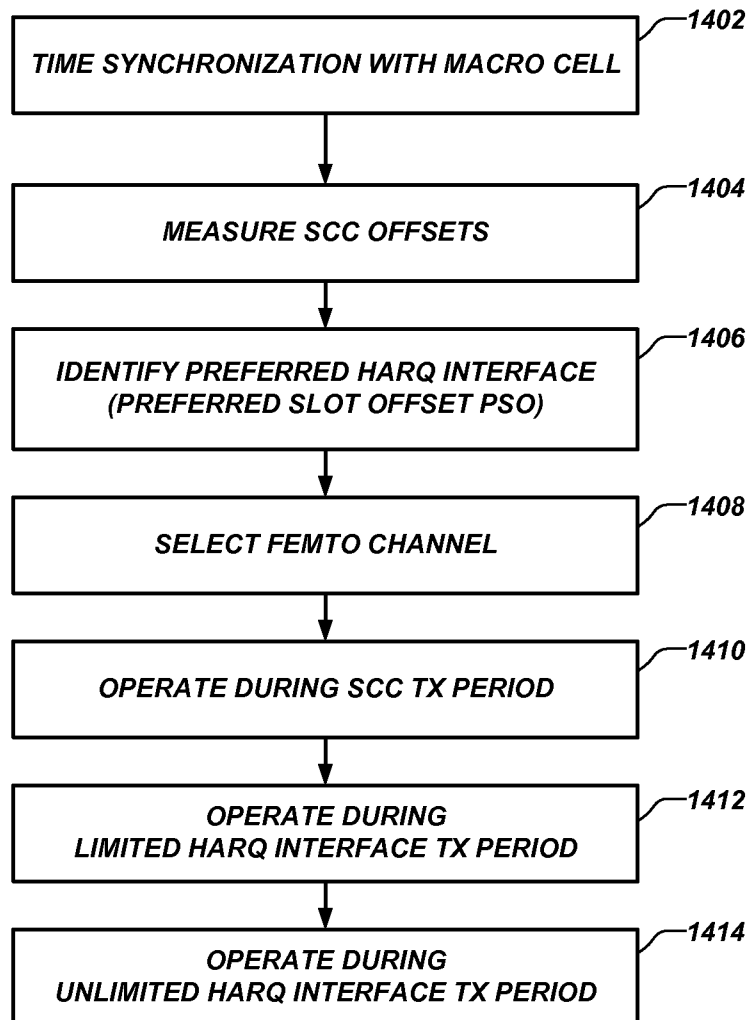 1402
TIME SYNCHRONIZATION WITH MACRO CELL
1404
MEASURE SCC OFFSETS
1406
IDENTIFY PREFERRED HARQ INTERFACE
(PREFERRED SLOT OFFSET PSO)
1408
SELECT FEMTO CHANNEL
1410
OPERATE DURING SCC TX PERIOD
1412
OPERATE DURING
LIMITED HARQ INTERFACE TX PERIOD
1414
OPERATE DURING
UNLIMITED HARQ INTERFACE TX PERIOD